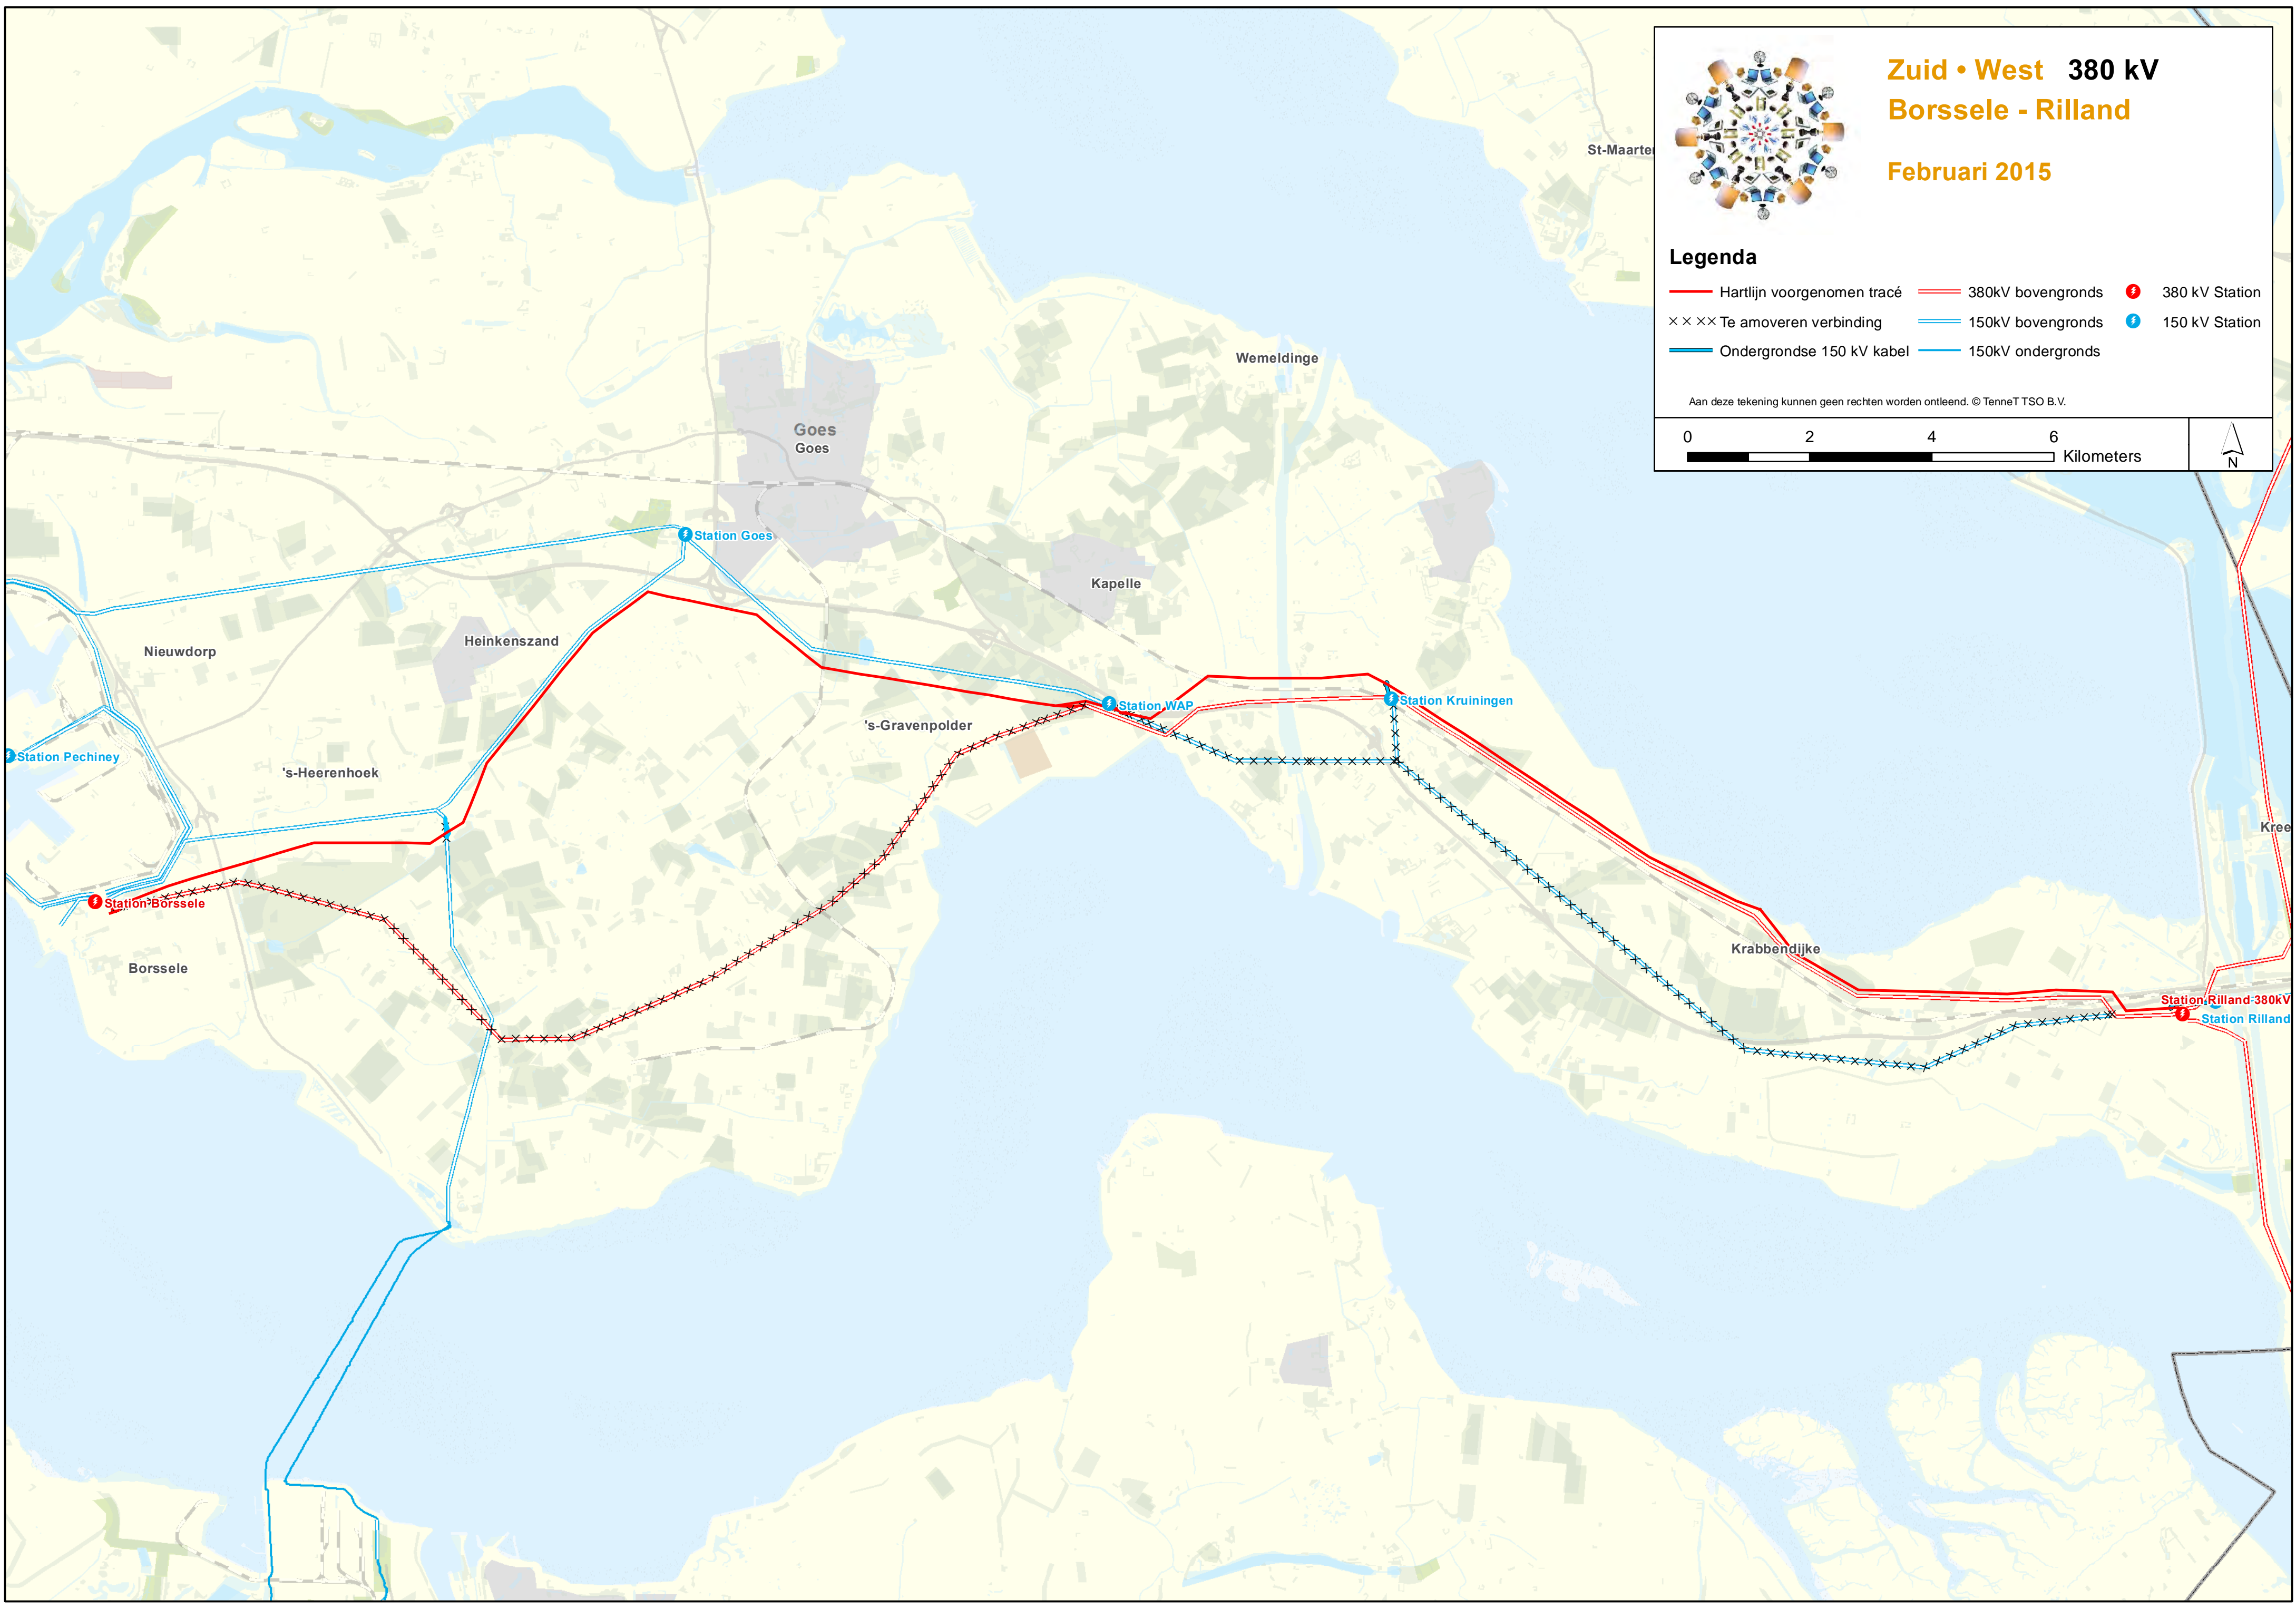 Zuid • West 380 kV
Borssele - Rilland
Februari 2015
Legenda
Hartlijn voorgenomen tracé
380kV bovengronds
380 kV Station
Te amoveren verbinding
150kV bovengronds
150 kV Station
Ondergrondse 150 kV kabel
150kV ondergronds
Aan deze tekening kunnen geen rechten worden ontleend. © TenneT TSO B.V.
0 2 4 6
Kilometers
N
St-Maarte
Wemeldinge
Goes
Goes
Station Goes
Kapelle
Heinkenszand
Nieuwdorp
Station Kruiningen
Station WAP
's-Gravenpolder
Station Pechiney
's-Heerenhoek
Kree
Station Borssele
Krabbendijke
Borssele
Station Rilland 380kV
Station Rilland